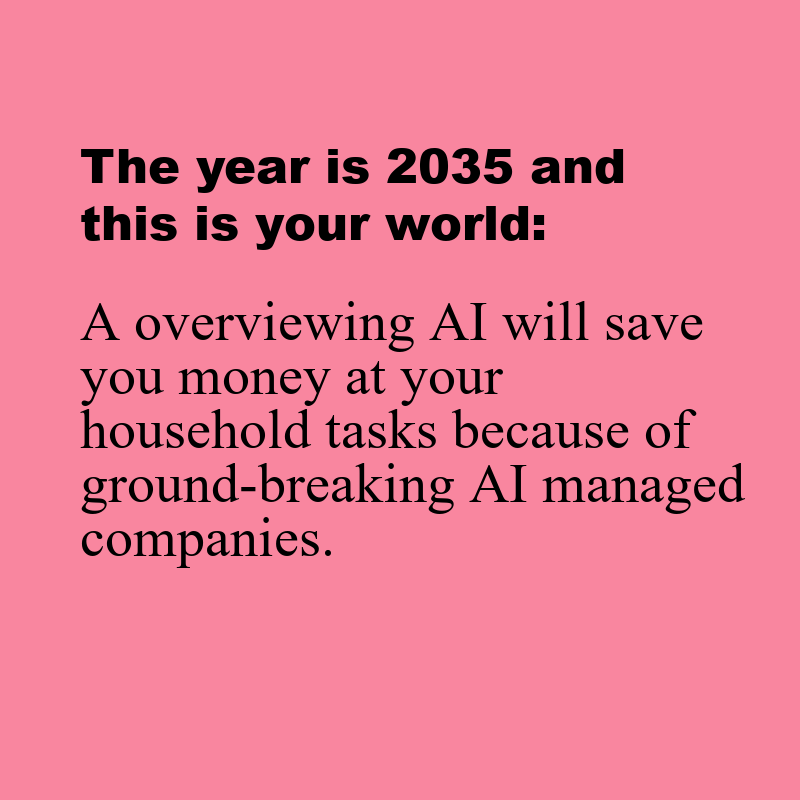 The year is 2035 and
this is your world:
A overviewing AI will save
you money at your
household tasks because of
ground-breaking AI managed
companies.